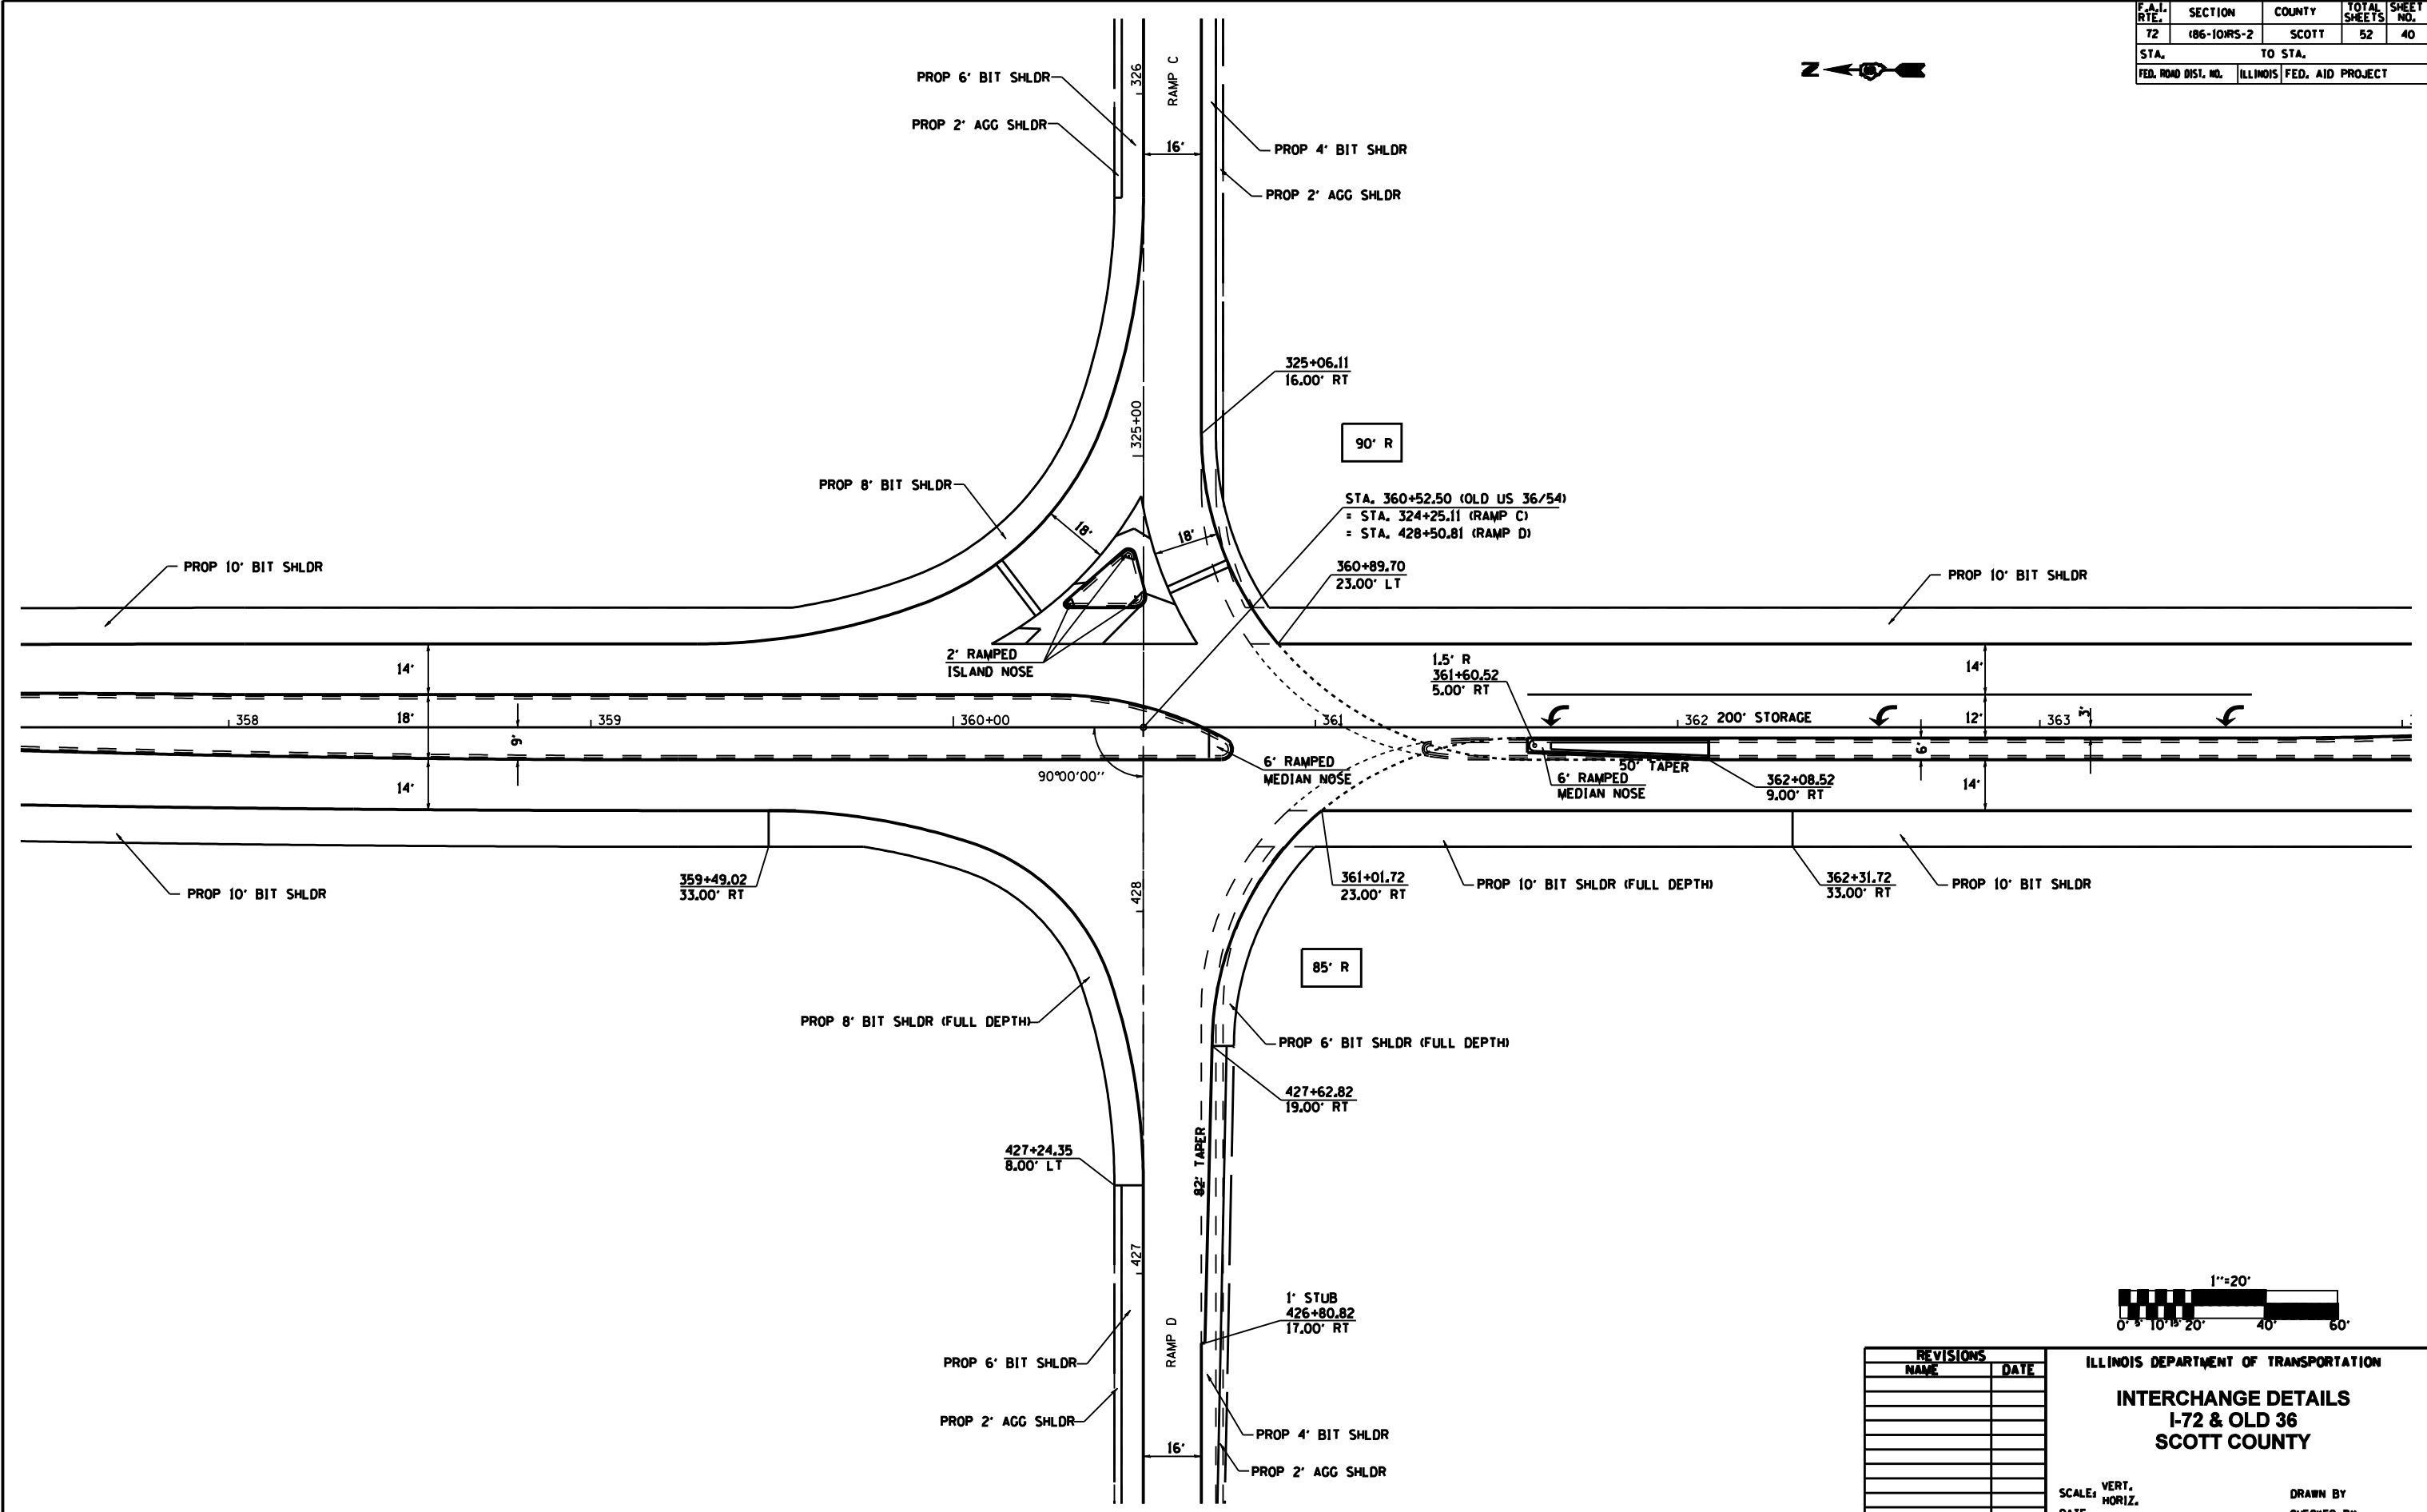 F.A.I. RTE. SECTION COUNTY TOTAL SHEETS SHEET NO.
72 (86-10)RS-2 SCOTT 52 40
STA. TO STA.
FED. ROAD DIST. NO. ILLINOIS FED. AID PROJECT
Z
326
RAMP C
PROP 6' BIT SHLDR
PROP 2' AGG SHLDR
16'
PROP 4' BIT SHLDR
PROP 2' AGG SHLDR
325+06.11
16.00' RT
325+00
90' R
PROP 8' BIT SHLDR
STA. 360+52.50 (OLD US 36/54)
= STA. 324+25.11 (RAMP C)
= STA. 428+50.81 (RAMP D)
18'
18'
PROP 10' BIT SHLDR
360+89.70
23.00' LT
PROP 10' BIT SHLDR
2' RAMPED
ISLAND NOSE
1.5' R
361+60.52
5.00' RT
14'
14'
358
18'
9'
359
360+00
361
362
200' STORAGE
12'
363
3'
6'
90°00'00''
6' RAMPED
MEDIAN NOSE
50' TAPER
6' RAMPED
MEDIAN NOSE
362+08.52
9.00' RT
14'
14'
PROP 10' BIT SHLDR
359+49.02
33.00' RT
428
361+01.72
23.00' RT
PROP 10' BIT SHLDR (FULL DEPTH)
362+31.72
33.00' RT
PROP 10' BIT SHLDR
85' R
PROP 8' BIT SHLDR (FULL DEPTH)
PROP 6' BIT SHLDR (FULL DEPTH)
427+62.82
19.00' RT
427+24.35
8.00' LT
82' TAPER
427
1' STUB
426+80.82
17.00' RT
RAMP D
PROP 6' BIT SHLDR
PROP 2' AGG SHLDR
PROP 4' BIT SHLDR
16'
PROP 2' AGG SHLDR
1''=20'
0' 5' 10' 15' 20' 40' 60'
REVISIONS
NAME DATE
ILLINOIS DEPARTMENT OF TRANSPORTATION
INTERCHANGE DETAILS
I-72 & OLD 36
SCOTT COUNTY
SCALE: VERT.
HORIZ.
DRAWN BY